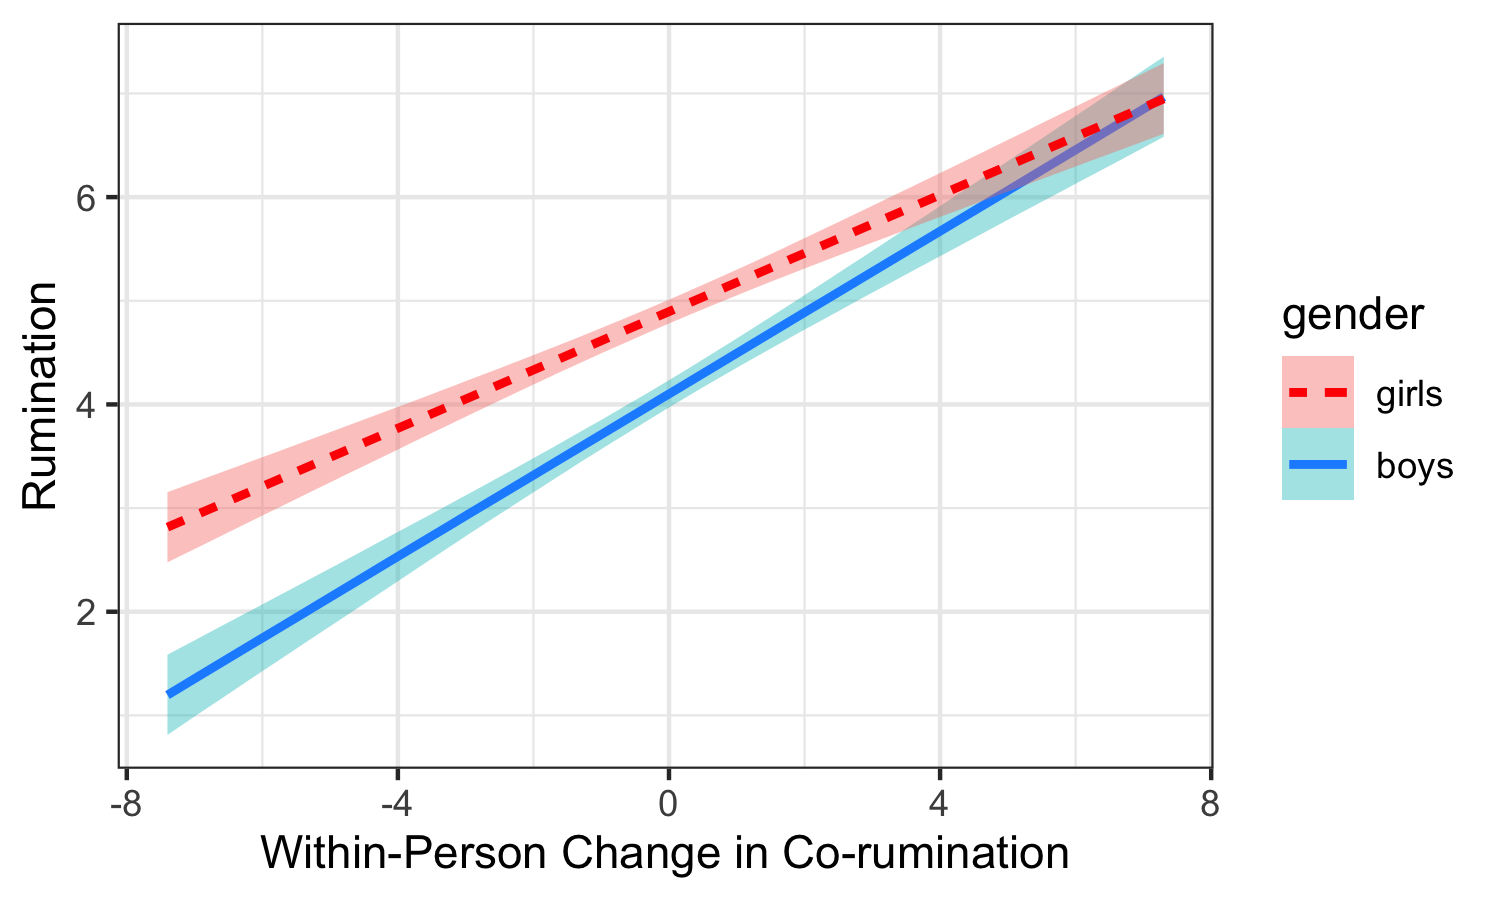 6
4
2
Rumination
-8 -4 0 4 8
Within-Person Change in Co-rumination
gender
girls
boys